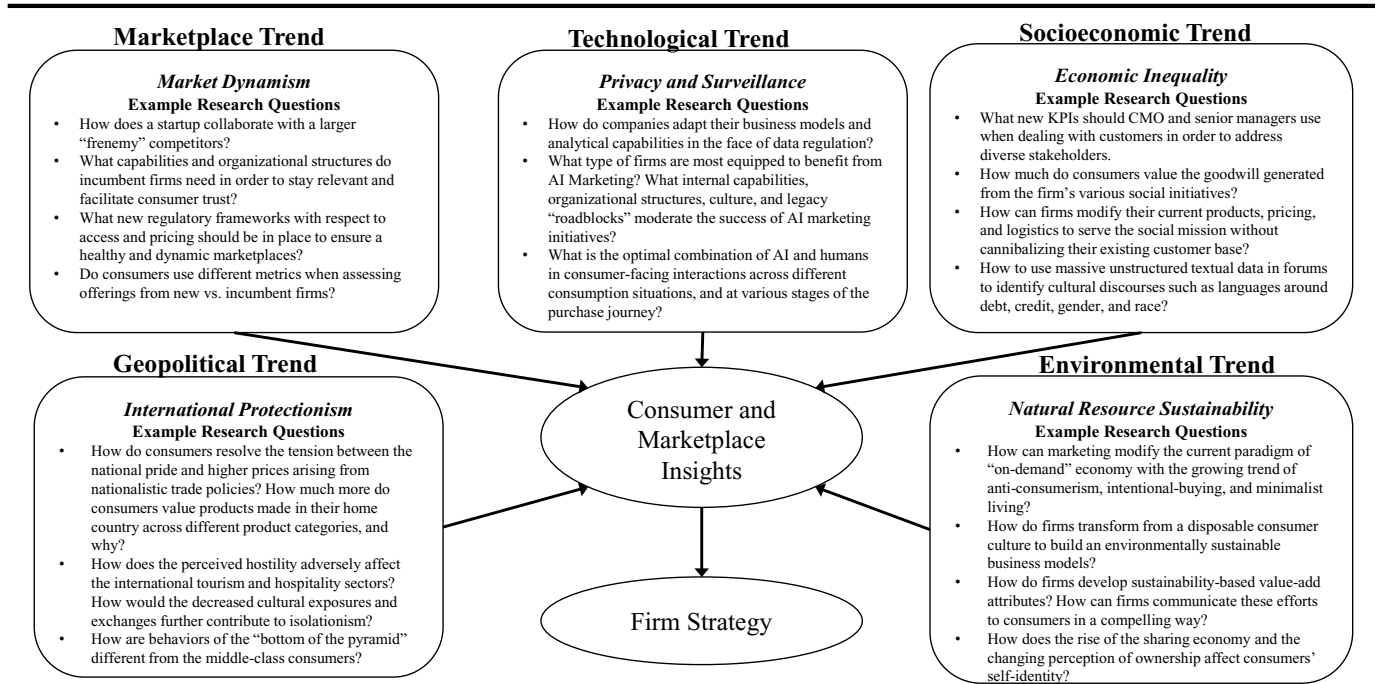 Marketplace Trend
Market Dynamism
Example Research Questions
• How does a startup collaborate with a larger
“frenemy” competitors?
• What capabilities and organizational structures do
incumbent firms need in order to stay relevant and
facilitate consumer trust?
• What new regulatory frameworks with respect to
access and pricing should be in place to ensure a
healthy and dynamic marketplaces?
• Do consumers use different metrics when assessing
offerings from new vs. incumbent firms?
Technological Trend
Privacy and Surveillance
Example Research Questions
• How do companies adapt their business models and
analytical capabilities in the face of data regulation?
• What type of firms are most equipped to benefit from
AI Marketing? What internal capabilities,
organizational structures, culture, and legacy
“roadblocks” moderate the success of AI marketing
initiatives?
• What is the optimal combination of AI and humans
in consumer-facing interactions across different
consumption situations, and at various stages of the
purchase journey?
Socioeconomic Trend
Economic Inequality
Example Research Questions
• What new KPIs should CMO and senior managers use
when dealing with customers in order to address
diverse stakeholders.
• How much do consumers value the goodwill generated
from the firm’s various social initiatives?
• How can firms modify their current products, pricing,
and logistics to serve the social mission without
cannibalizing their existing customer base?
• How to use massive unstructured textual data in forums
to identify cultural discourses such as languages around
debt, credit, gender, and race?
Geopolitical Trend
International Protectionism
Example Research Questions
• How do consumers resolve the tension between the
national pride and higher prices arising from
nationalistic trade policies? How much more do
consumers value products made in their home
country across different product categories, and
why?
• How does the perceived hostility adversely affect
the international tourism and hospitality sectors?
How would the decreased cultural exposures and
exchanges further contribute to isolationism?
• How are behaviors of the “bottom of the pyramid”
different from the middle-class consumers?
Consumer and
Marketplace
Insights
Firm Strategy
Environmental Trend
Natural Resource Sustainability
Example Research Questions
• How can marketing modify the current paradigm of
“on-demand” economy with the growing trend of
anti-consumerism, intentional-buying, and minimalist
living?
• How do firms transform from a disposable consumer
culture to build an environmentally sustainable
business models?
• How do firms develop sustainability-based value-add
attributes? How can firms communicate these efforts
to consumers in a compelling way?
• How does the rise of the sharing economy and the
changing perception of ownership affect consumers’
self-identity?